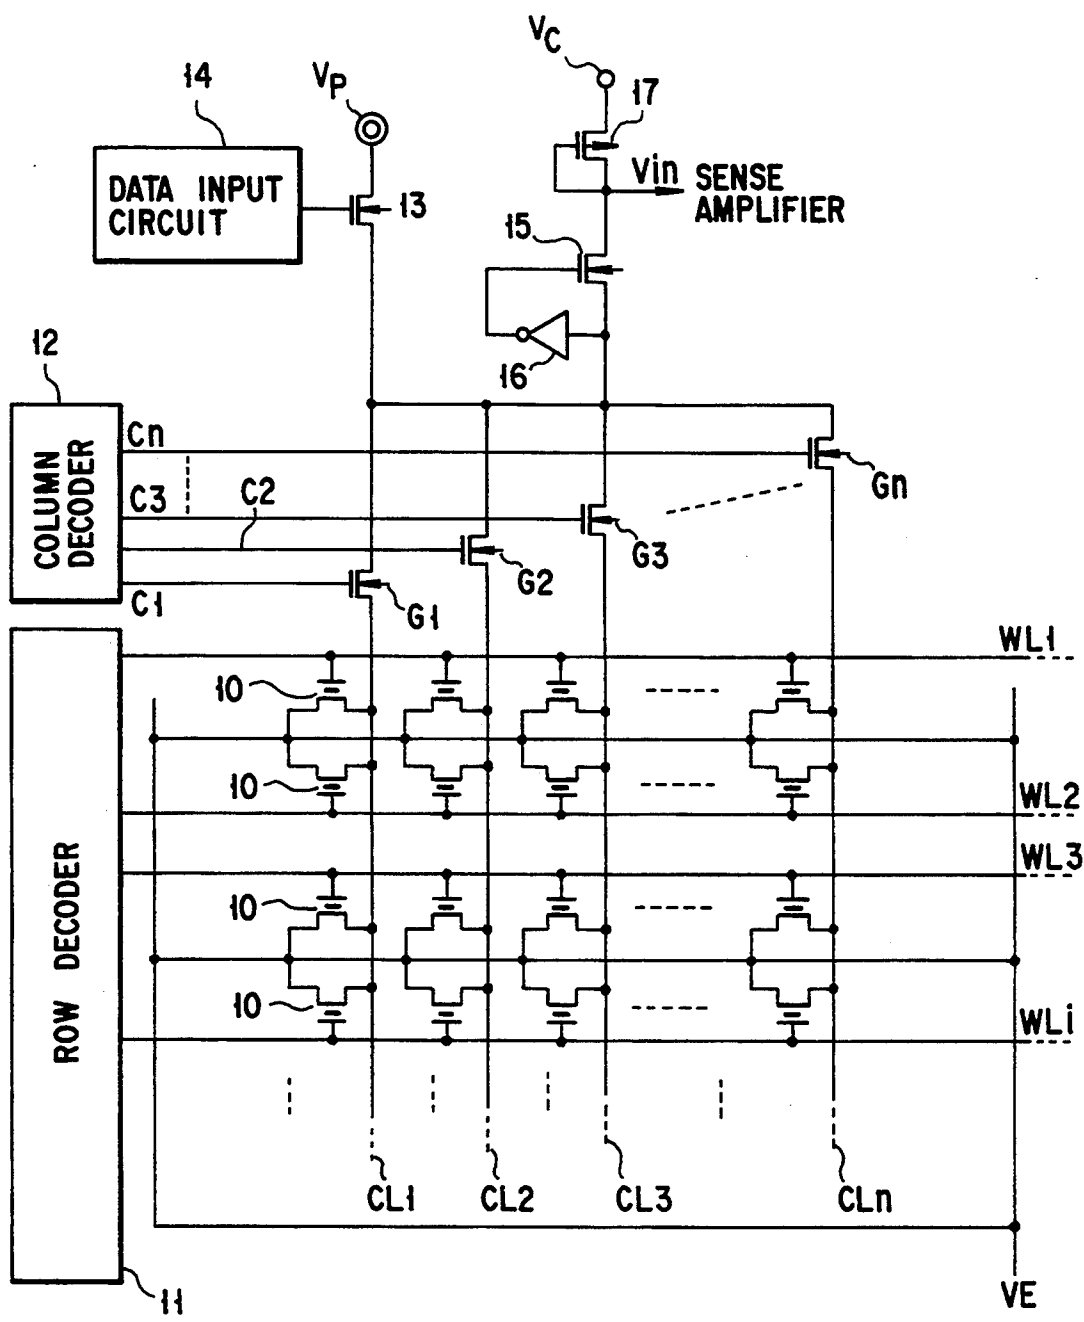 VC
14
VP
17
DATA INPUT
CIRCUIT
13
Vin
SENSE
AMPLIFIER
15
16
12
COLUMN
DECODER
Cn
C3
C2
C1
Gn
G3
G2
G1
WL1
10
10
WL2
WL3
10
10
WLi
ROW DECODER
CL1
CL2
CL3
CLn
11
VE